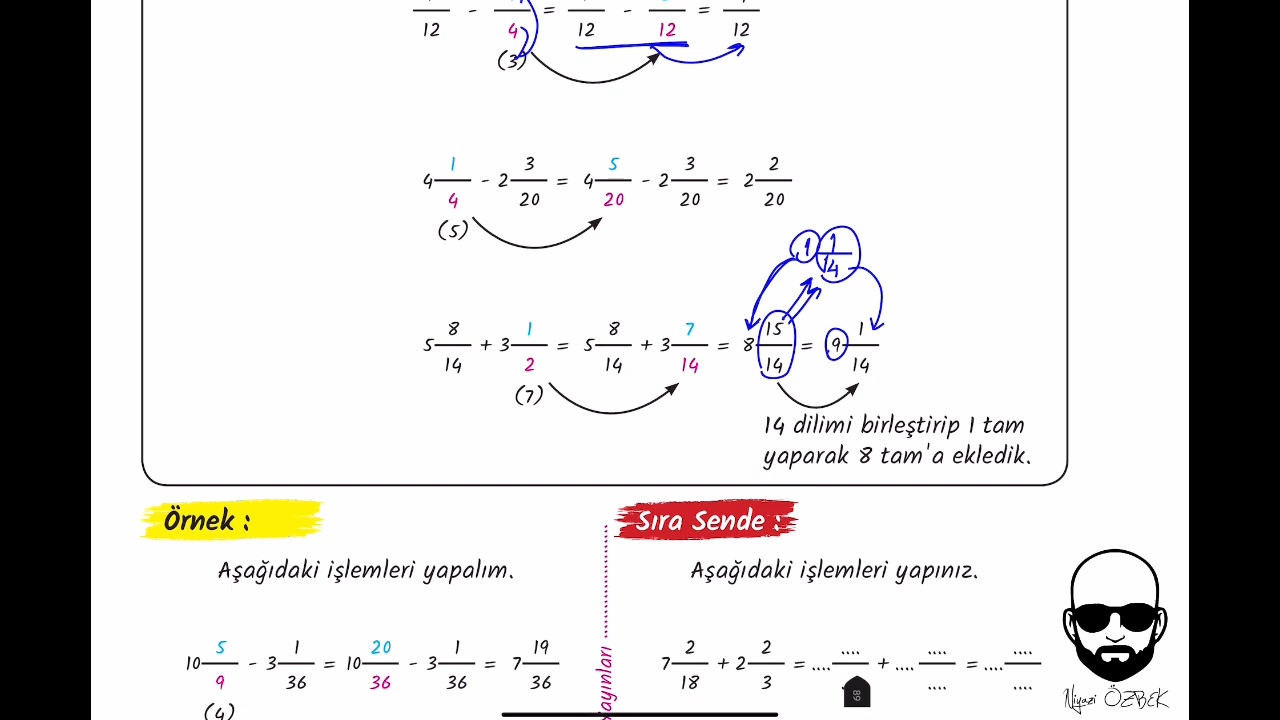 12 - 4 = 12 - 12 = 12
(3)
4 1/4 - 2 3/20 = 4 5/20 - 2 3/20 = 2 2/20
(5)
1 1/14
5 8/14 + 3 1/2 = 5 8/14 + 3 7/14 = 8 15/14 = 9 1/14
(7)
14 dilimi birleştirip 1 tam
yaparak 8 tam'a ekledik.
Örnek :
Aşağıdaki işlemleri yapalım.
10 5/9 - 3 1/36 = 10 20/36 - 3 1/36 = 7 19/36
(4)
yayınları
Sıra Sende :
Aşağıdaki işlemleri yapınız.
7 2/18 + 2 2/3 = .... ..../.... + .... ..../.... = .... ..../....
89
Niyazi ÖZBEK